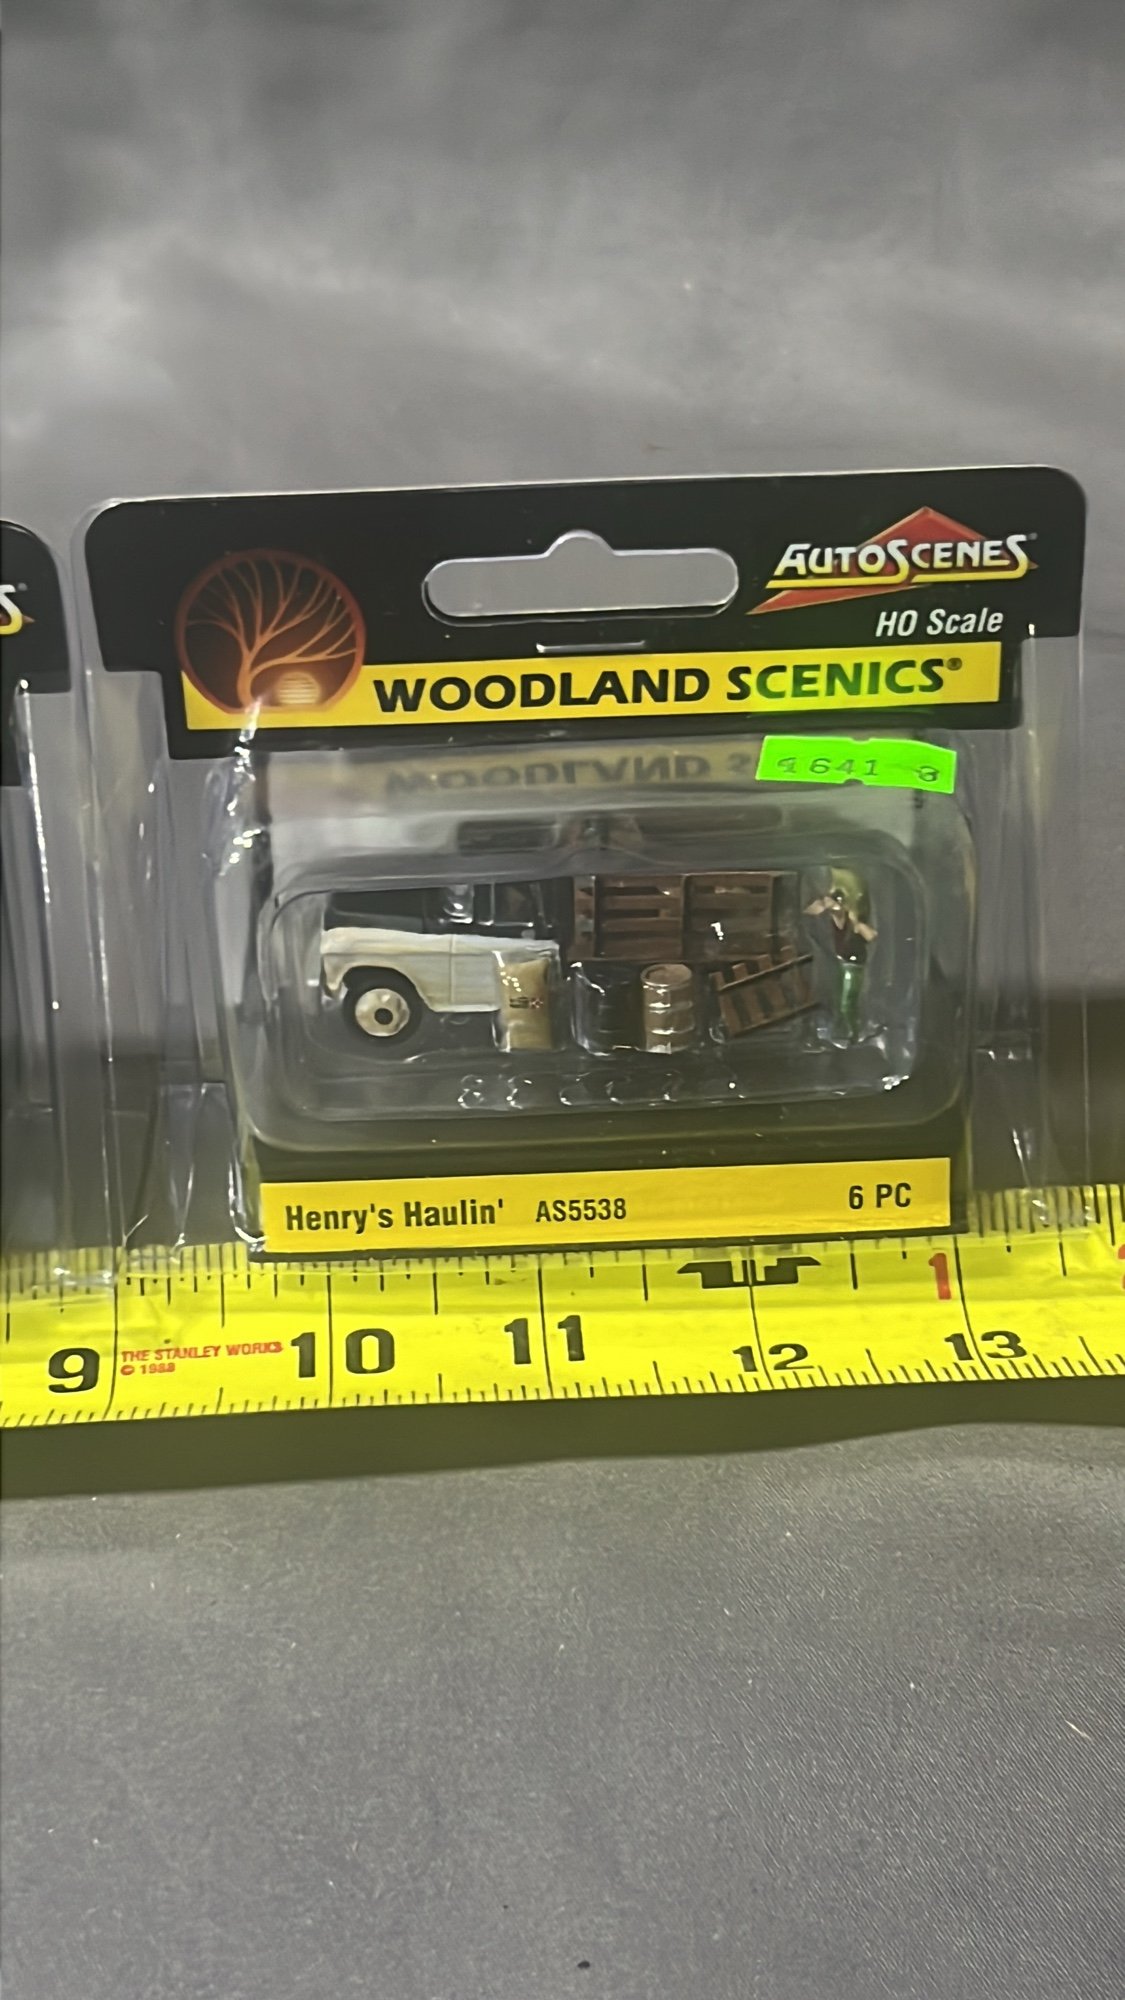 AUTOSCENES
HO Scale
WOODLAND SCENICS®
1641 3
Henry's Haulin' AS5538 6 PC
1
9 THE STANLEY WORKS 10 11 12 13
© 1988